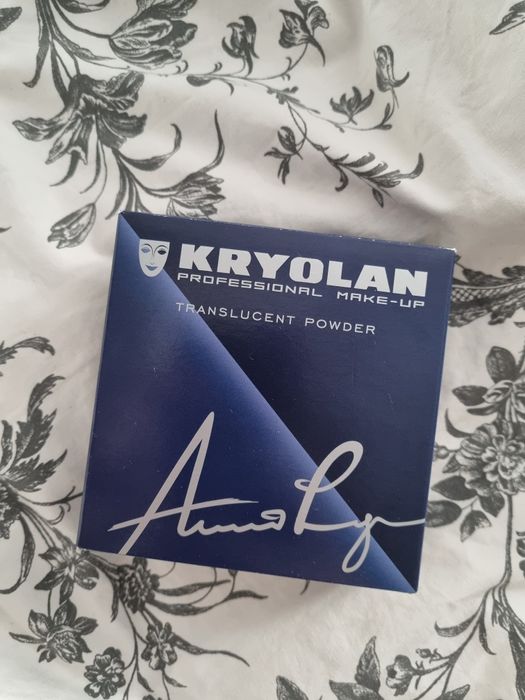 KRYOLAN
PROFESSIONAL MAKE-UP
TRANSLUCENT POWDER